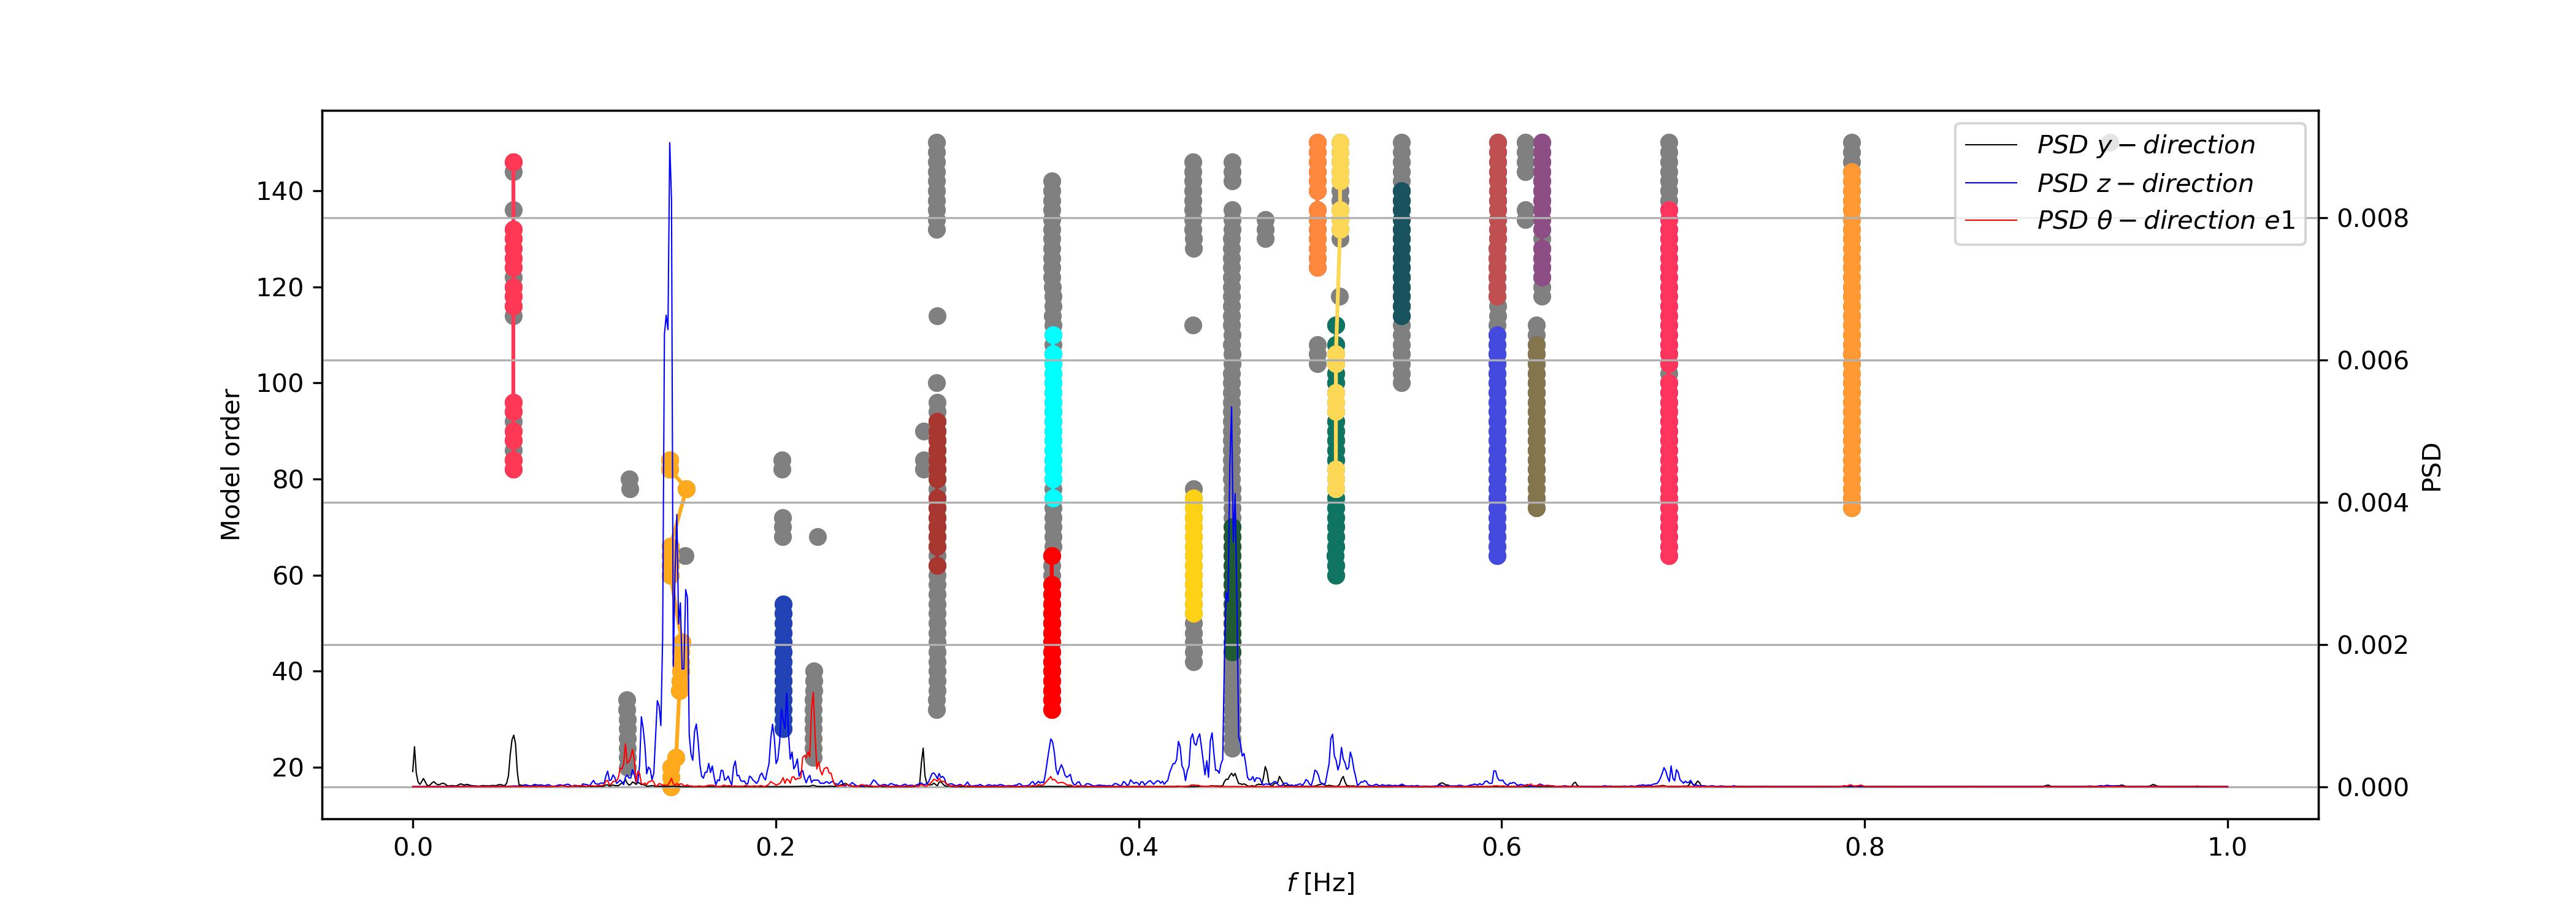 PSD y − direction
PSD z − direction
PSD θ − direction e1
Model order
140
120
100
80
60
40
20
0.008
0.006
0.004
0.002
0.000
PSD
0.0 0.2 0.4 0.6 0.8 1.0
f [Hz]